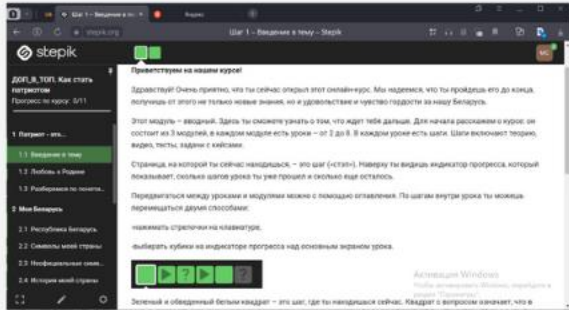 Шаг 1 – Введение в тему – Stepik
stepik.org
stepik
ДОП_В_ТОП. Как стать
патриотом
Прогресс по курсу: 0/11
1 Патриот - это...
1.1 Введение в тему
1.2 Любовь к Родине
1.3 Разбираемся по понятиям...
2 Моя Беларусь
2.1 Республика Беларусь
2.2 Символы моей страны
2.3 Неофициальные симв...
2.4 История моей страны
Приветствуем на нашем курсе!
Здравствуй! Очень приятно, что ты сейчас открыл этот онлайн-курс. Мы надеемся, что ты пройдешь его до конца,
получишь от этого не только новые знания, но и удовольствие и чувство гордости за нашу Беларусь.
Этот модуль – вводный. Здесь ты сможешь узнать о том, что ждет тебя дальше. Для начала расскажем о курсе: он
состоит из 3 модулей, в каждом модуле есть уроки – от 2 до 8. В каждом уроке есть шаги. Шаги включают теорию,
видео, тесты, задачи с кейсами.
Страница, на которой ты сейчас находишься, – это шаг («степ»). Наверху ты видишь индикатор прогресса, который
показывает, сколько шагов урока ты уже прошел и сколько еще осталось.
Передвигаться между уроками и модулями можно с помощью оглавления. По шагам внутри урока ты можешь
перемещаться двумя способами:
-нажимать стрелочки на клавиатуре,
-выбирать кубики на индикаторе прогресса над основным экраном урока.
Активация Windows
Зеленый и обведенный белым квадрат – это шаг, где ты находишься сейчас. Квадрат с вопросом означает, что в